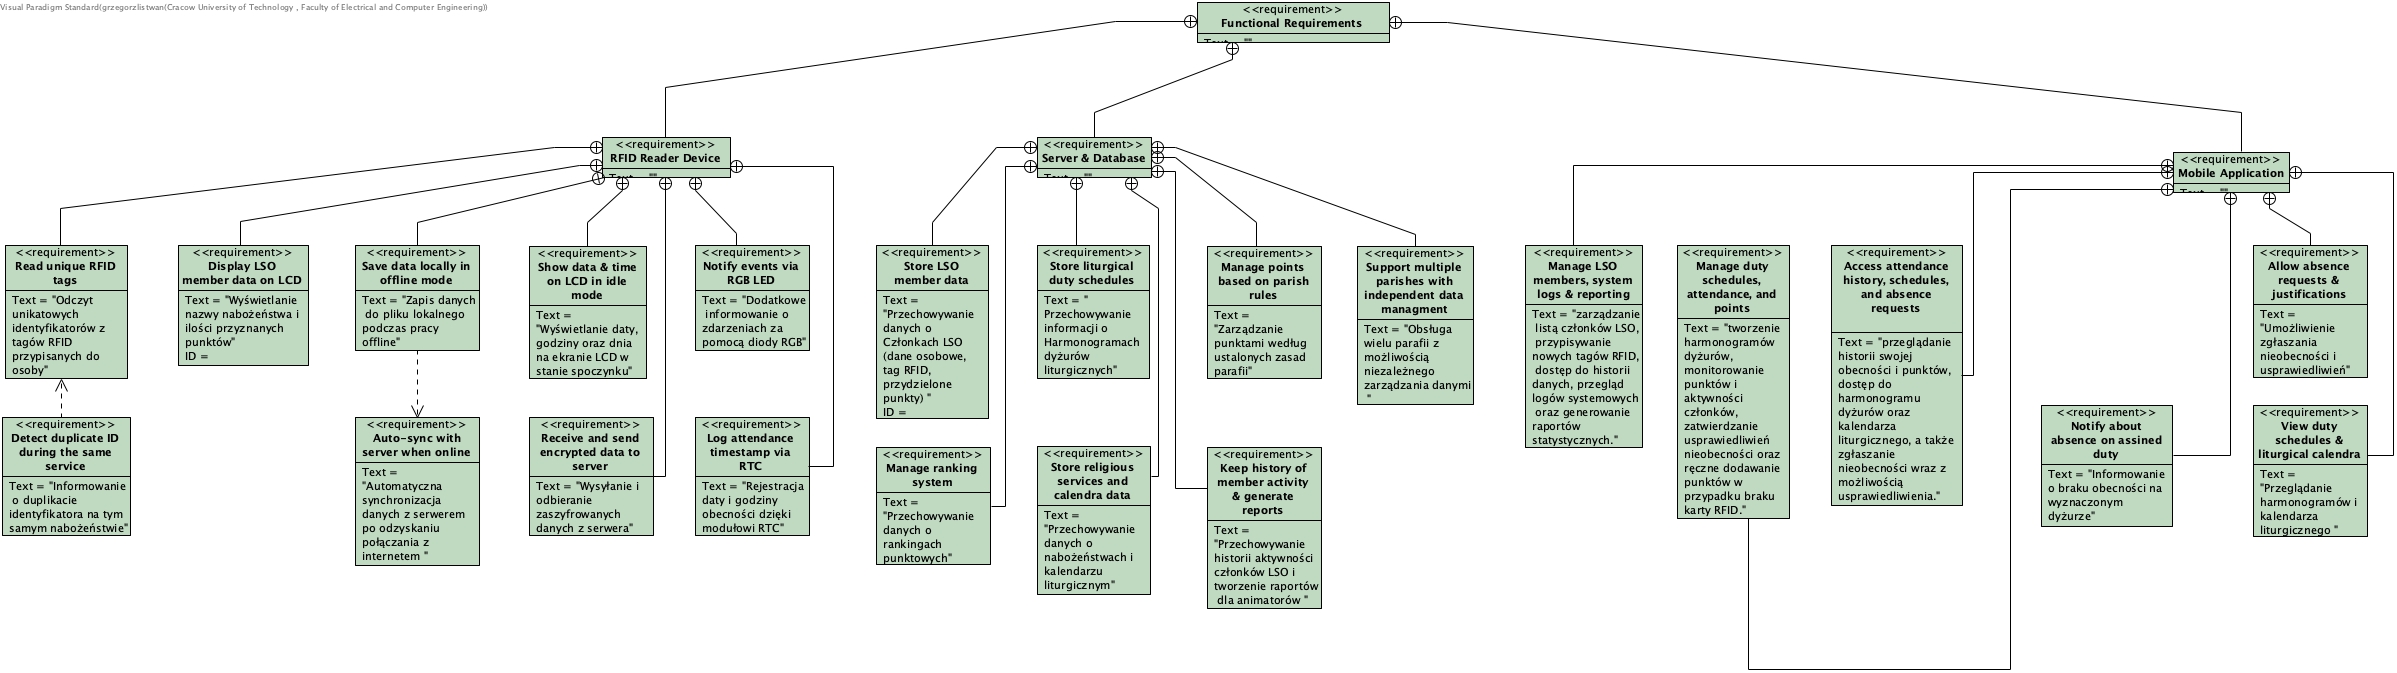 Visual Paradigm Standard(grzegorzlistwan(Cracow University of Technology , Faculty of Electrical and Computer Engineering))
<<requirement>>
Functional Requirements
Text = ""
<<requirement>>
RFID Reader Device
Text = ""
<<requirement>>
Server & Database
Text = ""
<<requirement>>
Mobile Application
Text = ""
<<requirement>>
Read unique RFID
tags
Text = "Odczyt
unikatowych
identyfikatorów z
tagów RFID
przypisanych do
osoby"
<<requirement>>
Display LSO
member data on LCD
Text = "Wyświetlanie
nazwy nabożeństwa i
ilości przyznanych
punktów"
ID =
<<requirement>>
Save data locally in
offline mode
Text = "Zapis danych
do pliku lokalnego
podczas pracy
offline"
<<requirement>>
Show data & time
on LCD in idle
mode
Text =
"Wyświetlanie daty,
godziny oraz dnia
na ekranie LCD w
stanie spoczynku"
<<requirement>>
Notify events via
RGB LED
Text = "Dodatkowe
informowanie o
zdarzeniach za
pomocą diody RGB"
<<requirement>>
Store LSO
member data
Text =
"Przechowywanie
danych o
Członkach LSO
(dane osobowe,
tag RFID,
przydzielone
punkty) "
ID =
<<requirement>>
Store liturgical
duty schedules
Text = "
Przechowywanie
informacji o
Harmonogramach
dyżurów
liturgicznych"
<<requirement>>
Manage points
based on parish
rules
Text =
"Zarządzanie
punktami według
ustalonych zasad
parafii"
<<requirement>>
Support multiple
parishes with
independent data
managment
Text = "Obsługa
wielu parafii z
możliwością
niezależnego
zarządzania danymi
"
<<requirement>>
Manage LSO
members, system
logs & reporting
Text = "zarządzanie
listą członków LSO,
przypisywanie
nowych tagów RFID,
dostęp do historii
danych, przegląd
logów systemowych
oraz generowanie
raportów
statystycznych."
<<requirement>>
Manage duty
schedules,
attendance, and
points
Text = "tworzenie
harmonogramów
dyżurów,
monitorowanie
punktów i
aktywności
członków,
zatwierdzanie
usprawiedliwień
nieobecności oraz
ręczne dodawanie
punktów w
przypadku braku
karty RFID."
<<requirement>>
Access attendance
history, schedules,
and absence
requests
Text = "przeglądanie
historii swojej
obecności i punktów,
dostęp do
harmonogramu
dyżurów oraz
kalendarza
liturgicznego, a także
zgłaszanie
nieobecności wraz z
możliwością
usprawiedliwienia."
<<requirement>>
Allow absence
requests &
justifications
Text =
"Umożliwienie
zgłaszania
nieobecności i
usprawiedliwień"
<<requirement>>
Detect duplicate ID
during the same
service
Text = "Informowanie
o duplikacie
identyfikatora na tym
samym nabożeństwie"
<<requirement>>
Auto-sync with
server when online
Text =
"Automatyczna
synchronizacja
danych z serwerem
po odzyskaniu
połączania z
internetem "
<<requirement>>
Receive and send
encrypted data to
server
Text = "Wysyłanie i
odbieranie
zaszyfrowanych
danych z serwera"
<<requirement>>
Log attendance
timestamp via
RTC
Text = "Rejestracja
daty i godziny
obecności dzięki
modułowi RTC"
<<requirement>>
Manage ranking
system
Text =
"Przechowywanie
danych o
rankingach
punktowych"
<<requirement>>
Store religious
services and
calendra data
Text =
"Przechowywanie
danych o
nabożeństwach i
kalendarzu
liturgicznym"
<<requirement>>
Keep history of
member activity
& generate
reports
Text =
"Przechowywanie
historii aktywności
członków LSO i
tworzenie raportów
dla animatorów "
<<requirement>>
Notify about
absence on assined
duty
Text = "Informowanie
o braku obecności na
wyznaczonym
dyżurze"
<<requirement>>
View duty
schedules &
liturgical calendra
Text =
"Przeglądanie
harmonogramów i
kalendarza
liturgicznego "